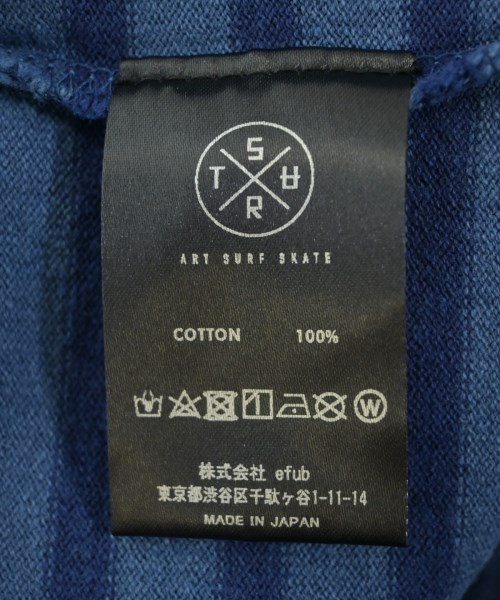 S
T R
R
ART SURF SKATE
COTTON 100%
W
株式会社 efub
東京都渋谷区千駄ヶ谷1-11-14
MADE IN JAPAN